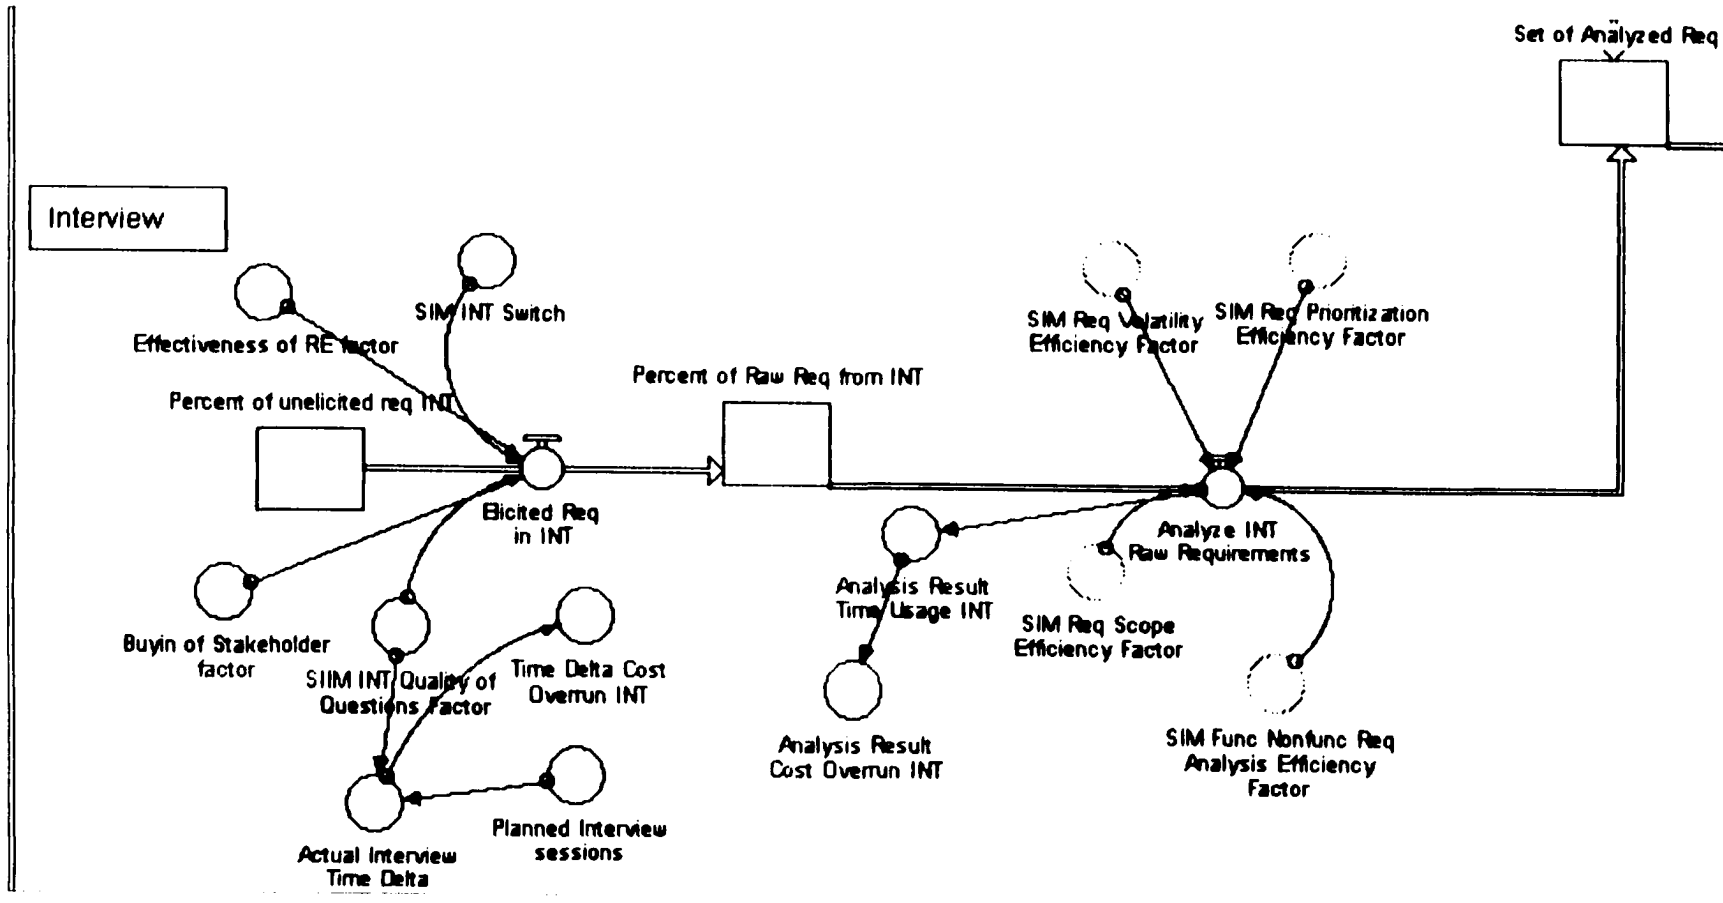 Set of Analyzed Req
Interview
SIM INT Switch
Effectiveness of RE factor
SIM Req Volatility
Efficiency Factor
SIM Req Prioritization
Efficiency Factor
Percent of Raw Req from INT
Percent of unelicited req INT
Elicited Req
in INT
Analyze INT
Raw Requirements
Analysis Result
Time Usage INT
SIM Req Scope
Efficiency Factor
Buyin of Stakeholder
factor
SIIM INT Quality of
Questions Factor
Time Delta Cost
Overrun INT
Analysis Result
Cost Overrun INT
SIM Func Nonfunc Req
Analysis Efficiency
Factor
Planned Interview
sessions
Actual Interview
Time Delta